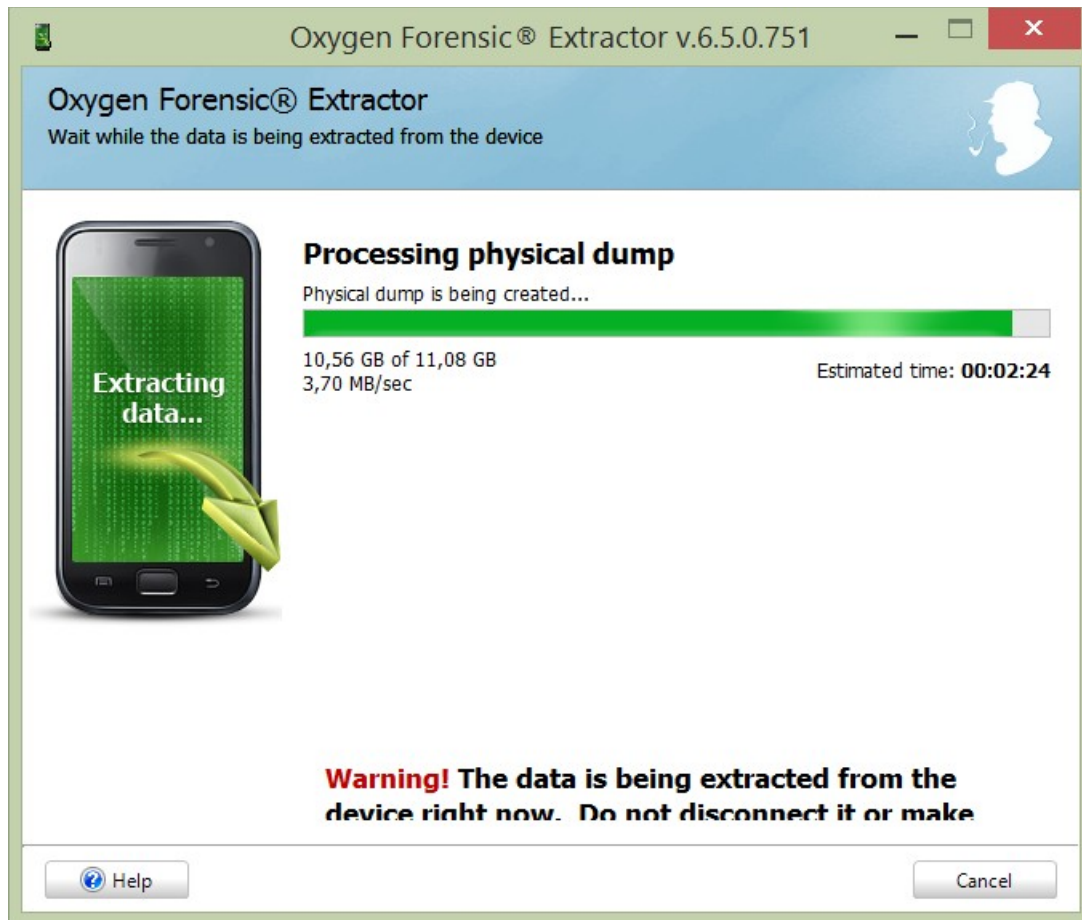 Oxygen Forensic® Extractor v.6.5.0.751
Oxygen Forensic® Extractor
Wait while the data is being extracted from the device
Processing physical dump
Physical dump is being created...
10,56 GB of 11,08 GB
3,70 MB/sec
Estimated time: 00:02:24
Extracting
data...
Warning! The data is being extracted from the
device right now. Do not disconnect it or make
Help
Cancel